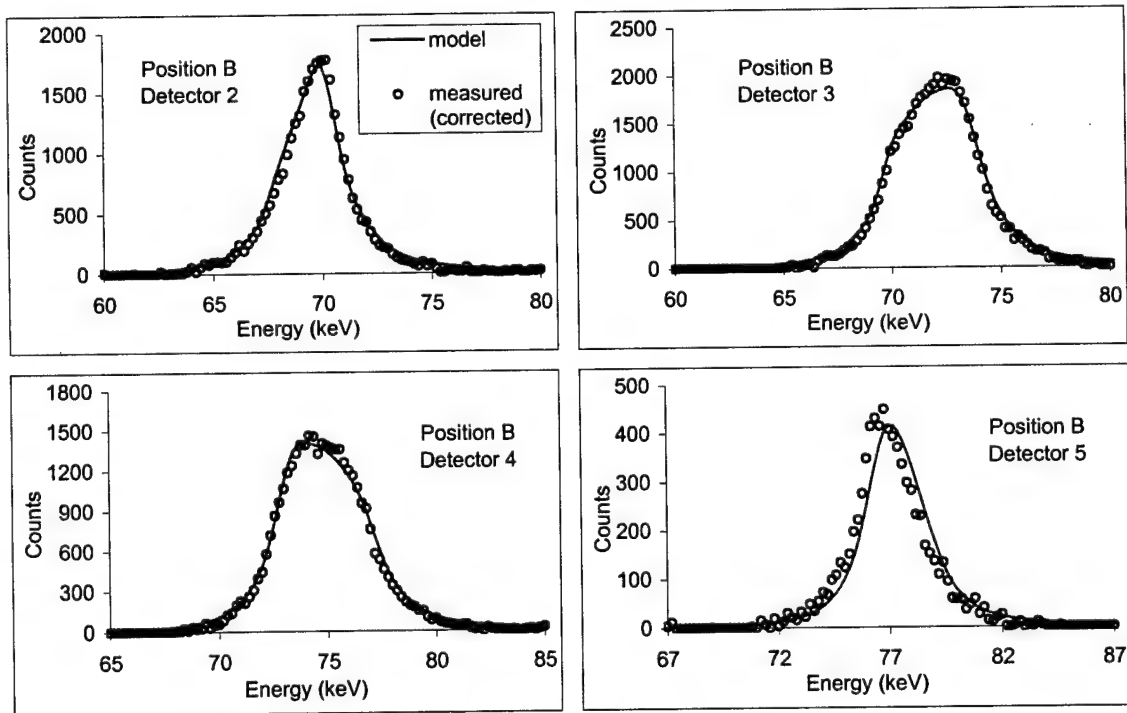 2000
1500
1000
500
0
60 65 70 75 80
Counts
Energy (keV)
Position B
Detector 2
model
measured
(corrected)
2500
2000
1500
1000
500
0
60 65 70 75 80
Counts
Energy (keV)
Position B
Detector 3
1800
1500
1200
900
600
300
0
65 70 75 80 85
Counts
Energy (keV)
Position B
Detector 4
500
400
300
200
100
0
67 72 77 82 87
Counts
Energy (keV)
Position B
Detector 5